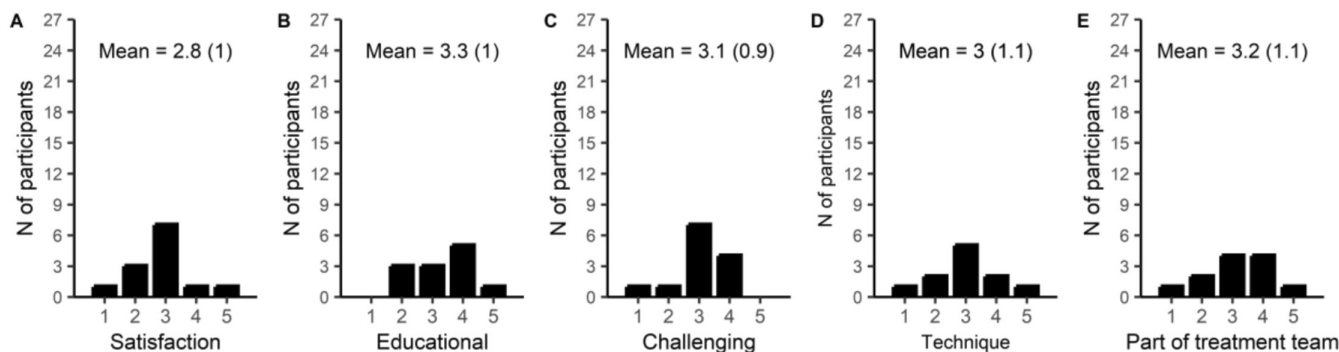 A
Mean = 2.8 (1)
N of participants
27
24
21
18
15
12
9
6
3
0
1 2 3 4 5
Satisfaction
B
Mean = 3.3 (1)
N of participants
27
24
21
18
15
12
9
6
3
0
1 2 3 4 5
Educational
C
Mean = 3.1 (0.9)
N of participants
27
24
21
18
15
12
9
6
3
0
1 2 3 4 5
Challenging
D
Mean = 3 (1.1)
N of participants
27
24
21
18
15
12
9
6
3
0
1 2 3 4 5
Technique
E
Mean = 3.2 (1.1)
N of participants
27
24
21
18
15
12
9
6
3
0
1 2 3 4 5
Part of treatment team